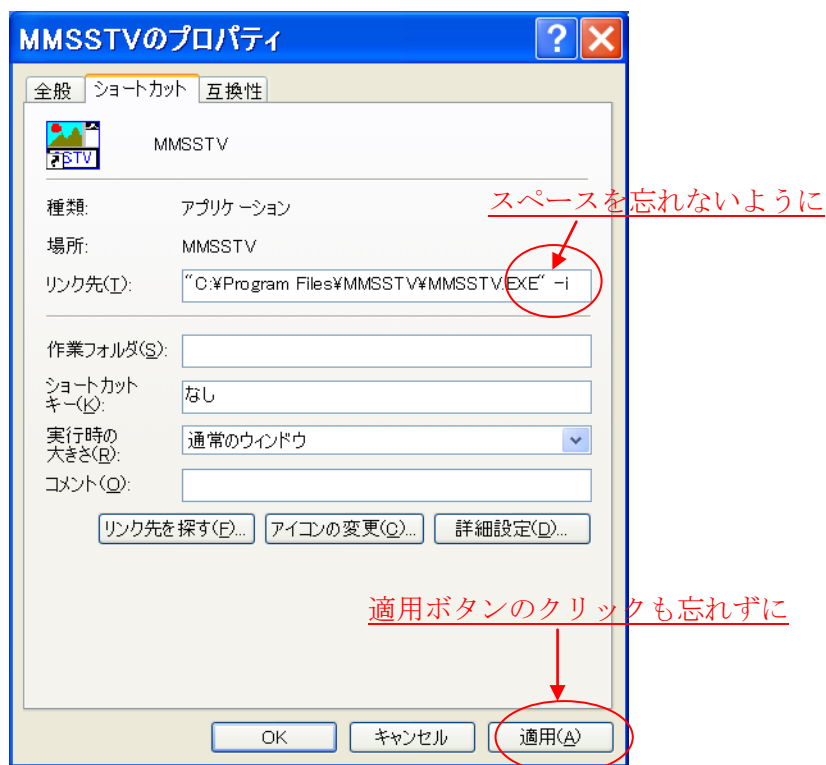 MMSSTVのプロパティ
全般 ショートカット 互換性
STV
MMSSTV
種類: アプリケーション
スペースを忘れないように
場所: MMSSTV
リンク先(T): "C:¥Program Files¥MMSSTV¥MMSSTV.EXE" -i
作業フォルダ(S):
ショートカット
キー(K): なし
実行時の
大きさ(R): 通常のウィンドウ
コメント(O):
リンク先を探す(F)... アイコンの変更(C)... 詳細設定(D)...
適用ボタンのクリックも忘れずに
OK キャンセル 適用(A)